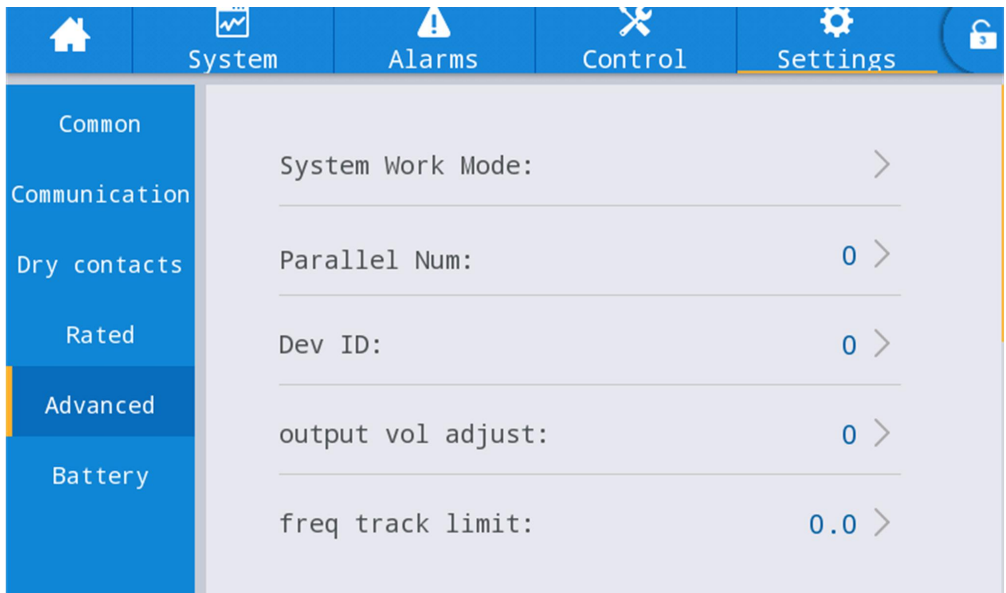 System
Alarms
Control
Settings
3
Common
Communication
Dry contacts
Rated
Advanced
Battery
System Work Mode:
Parallel Num: 0
Dev ID: 0
output vol adjust: 0
freq track limit: 0.0